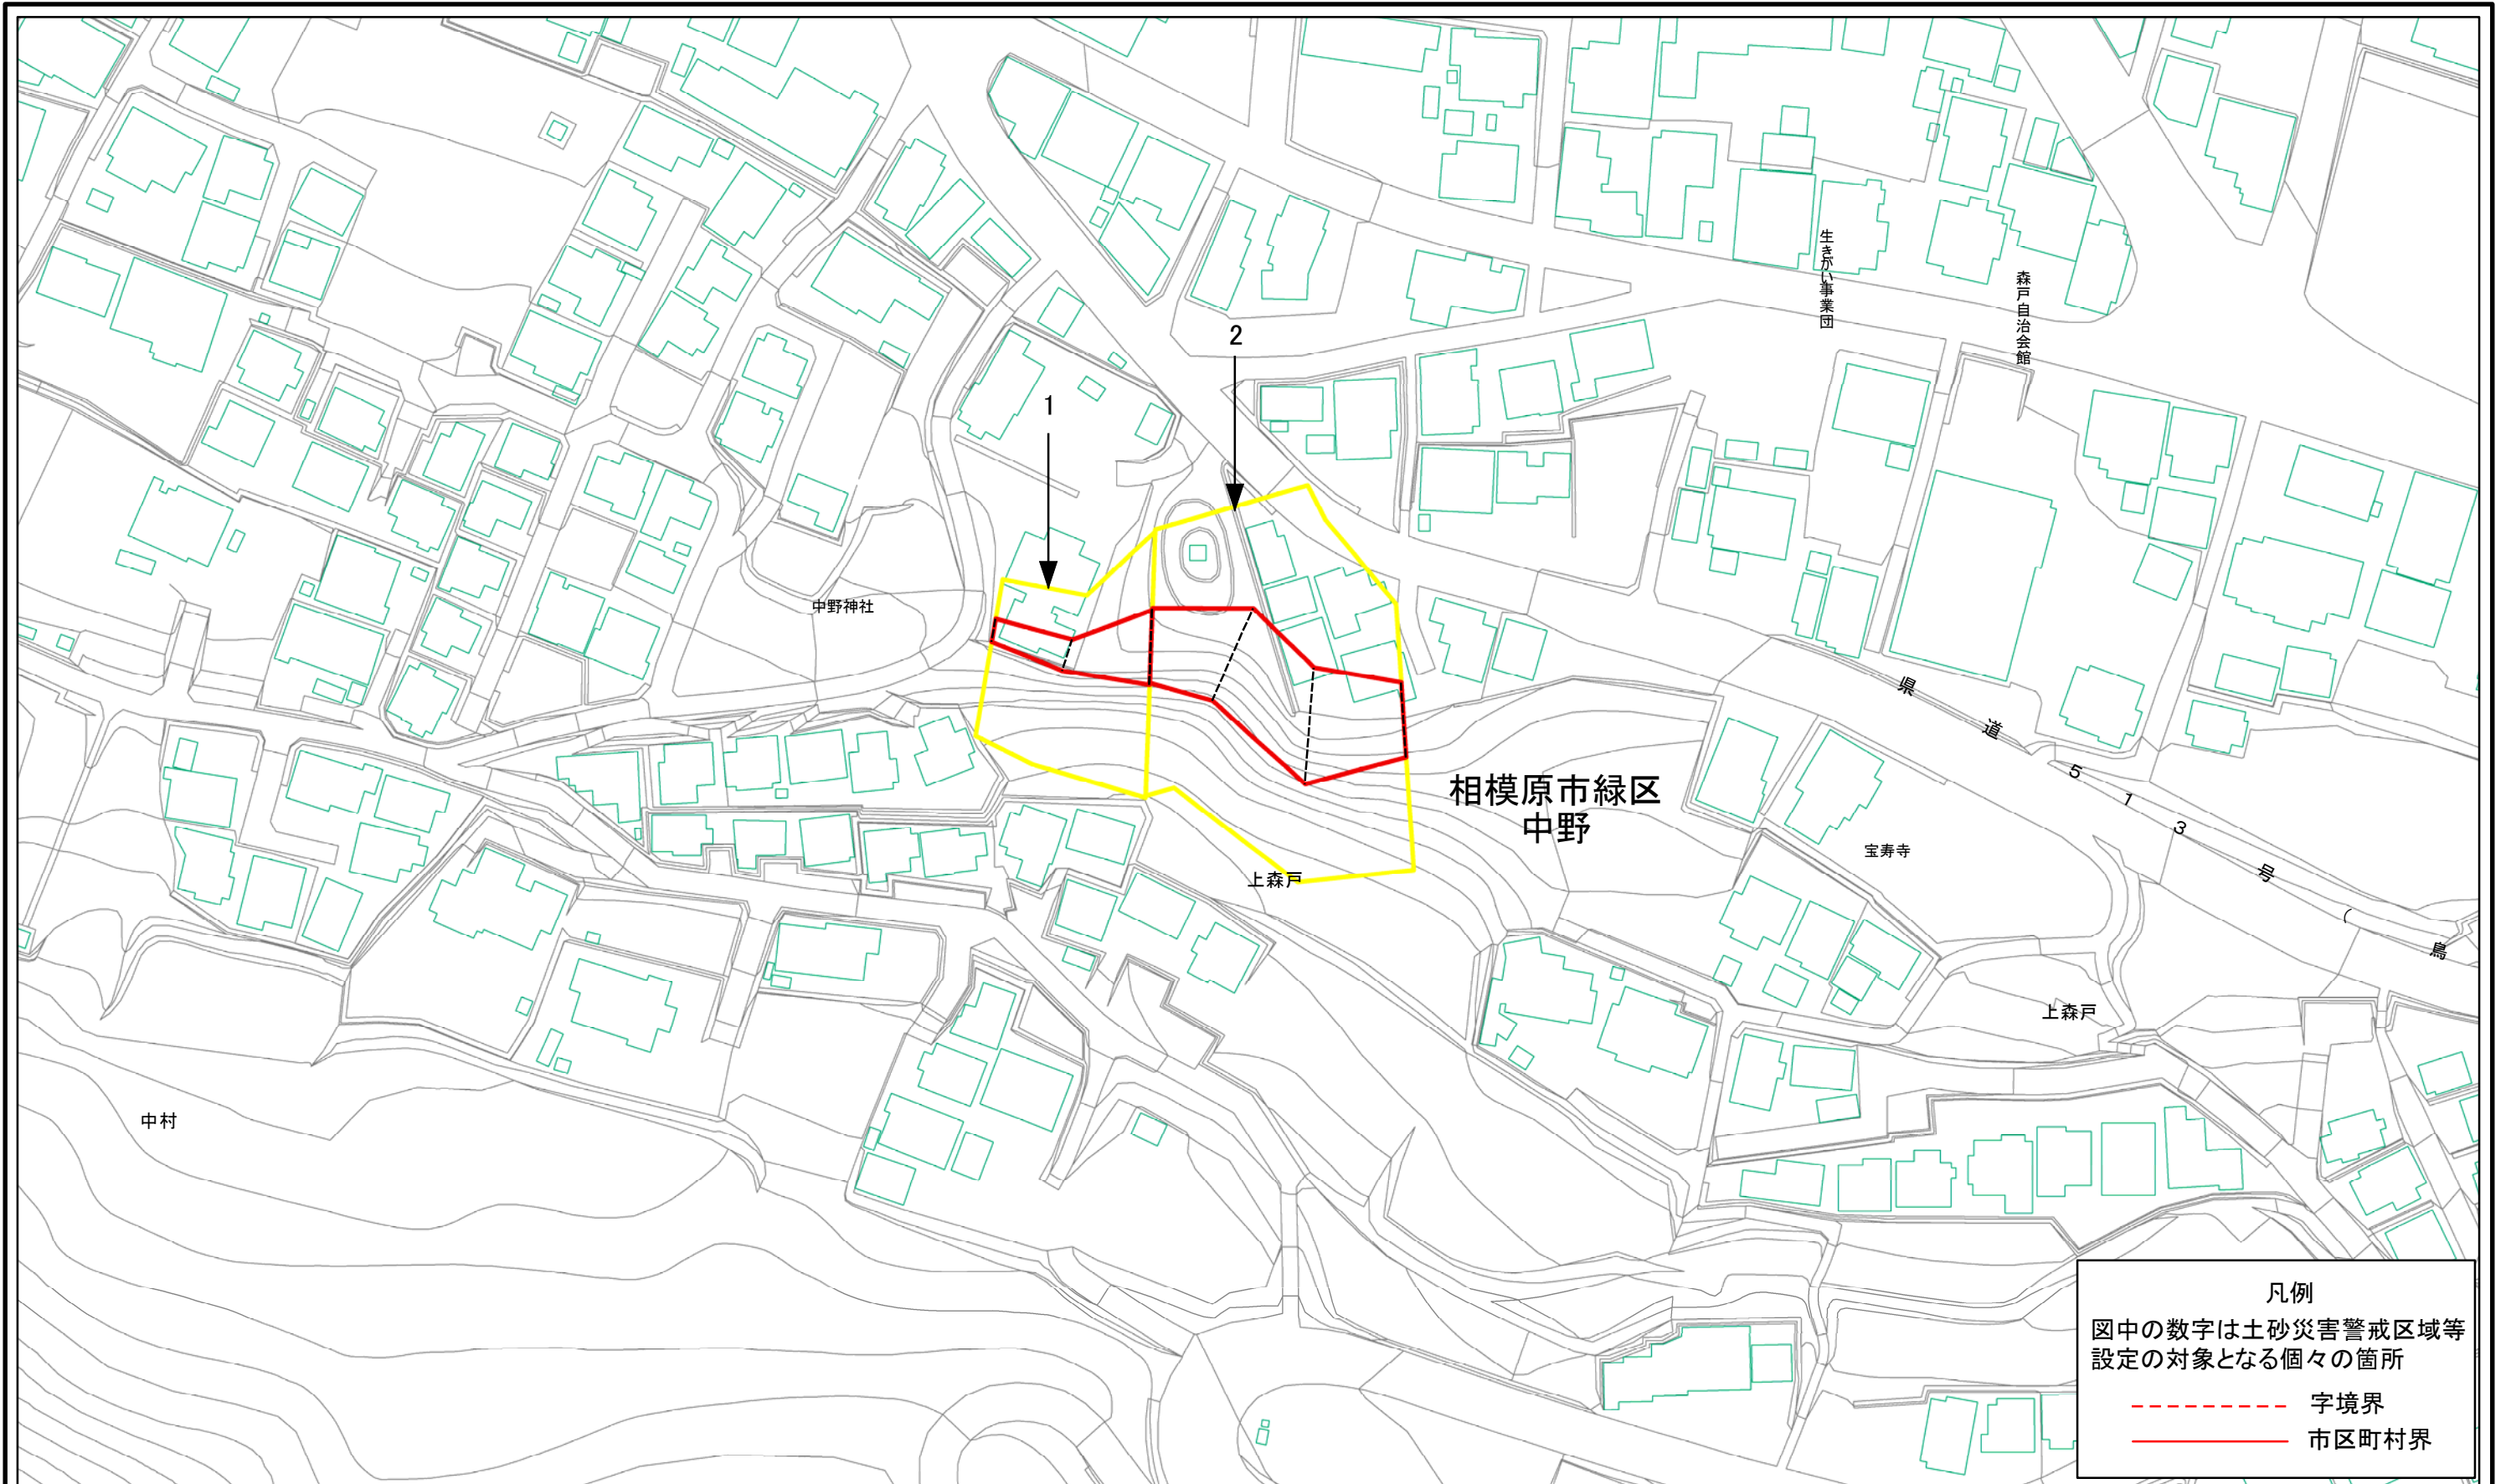 生きがい事業団
森戸自治会館
2
1
中野神社
県道513号(鳥
相模原市緑区
中野
宝寿寺
上森戸
上森戸
中村
凡例
図中の数字は土砂災害警戒区域等
設定の対象となる個々の箇所
字境界
市区町村界